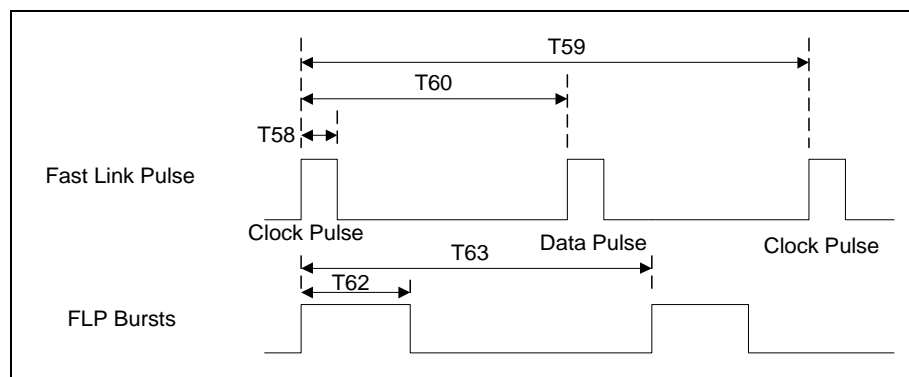 T59
T60
T58
Fast Link Pulse
Clock Pulse
Data Pulse
Clock Pulse
T63
T62
FLP Bursts